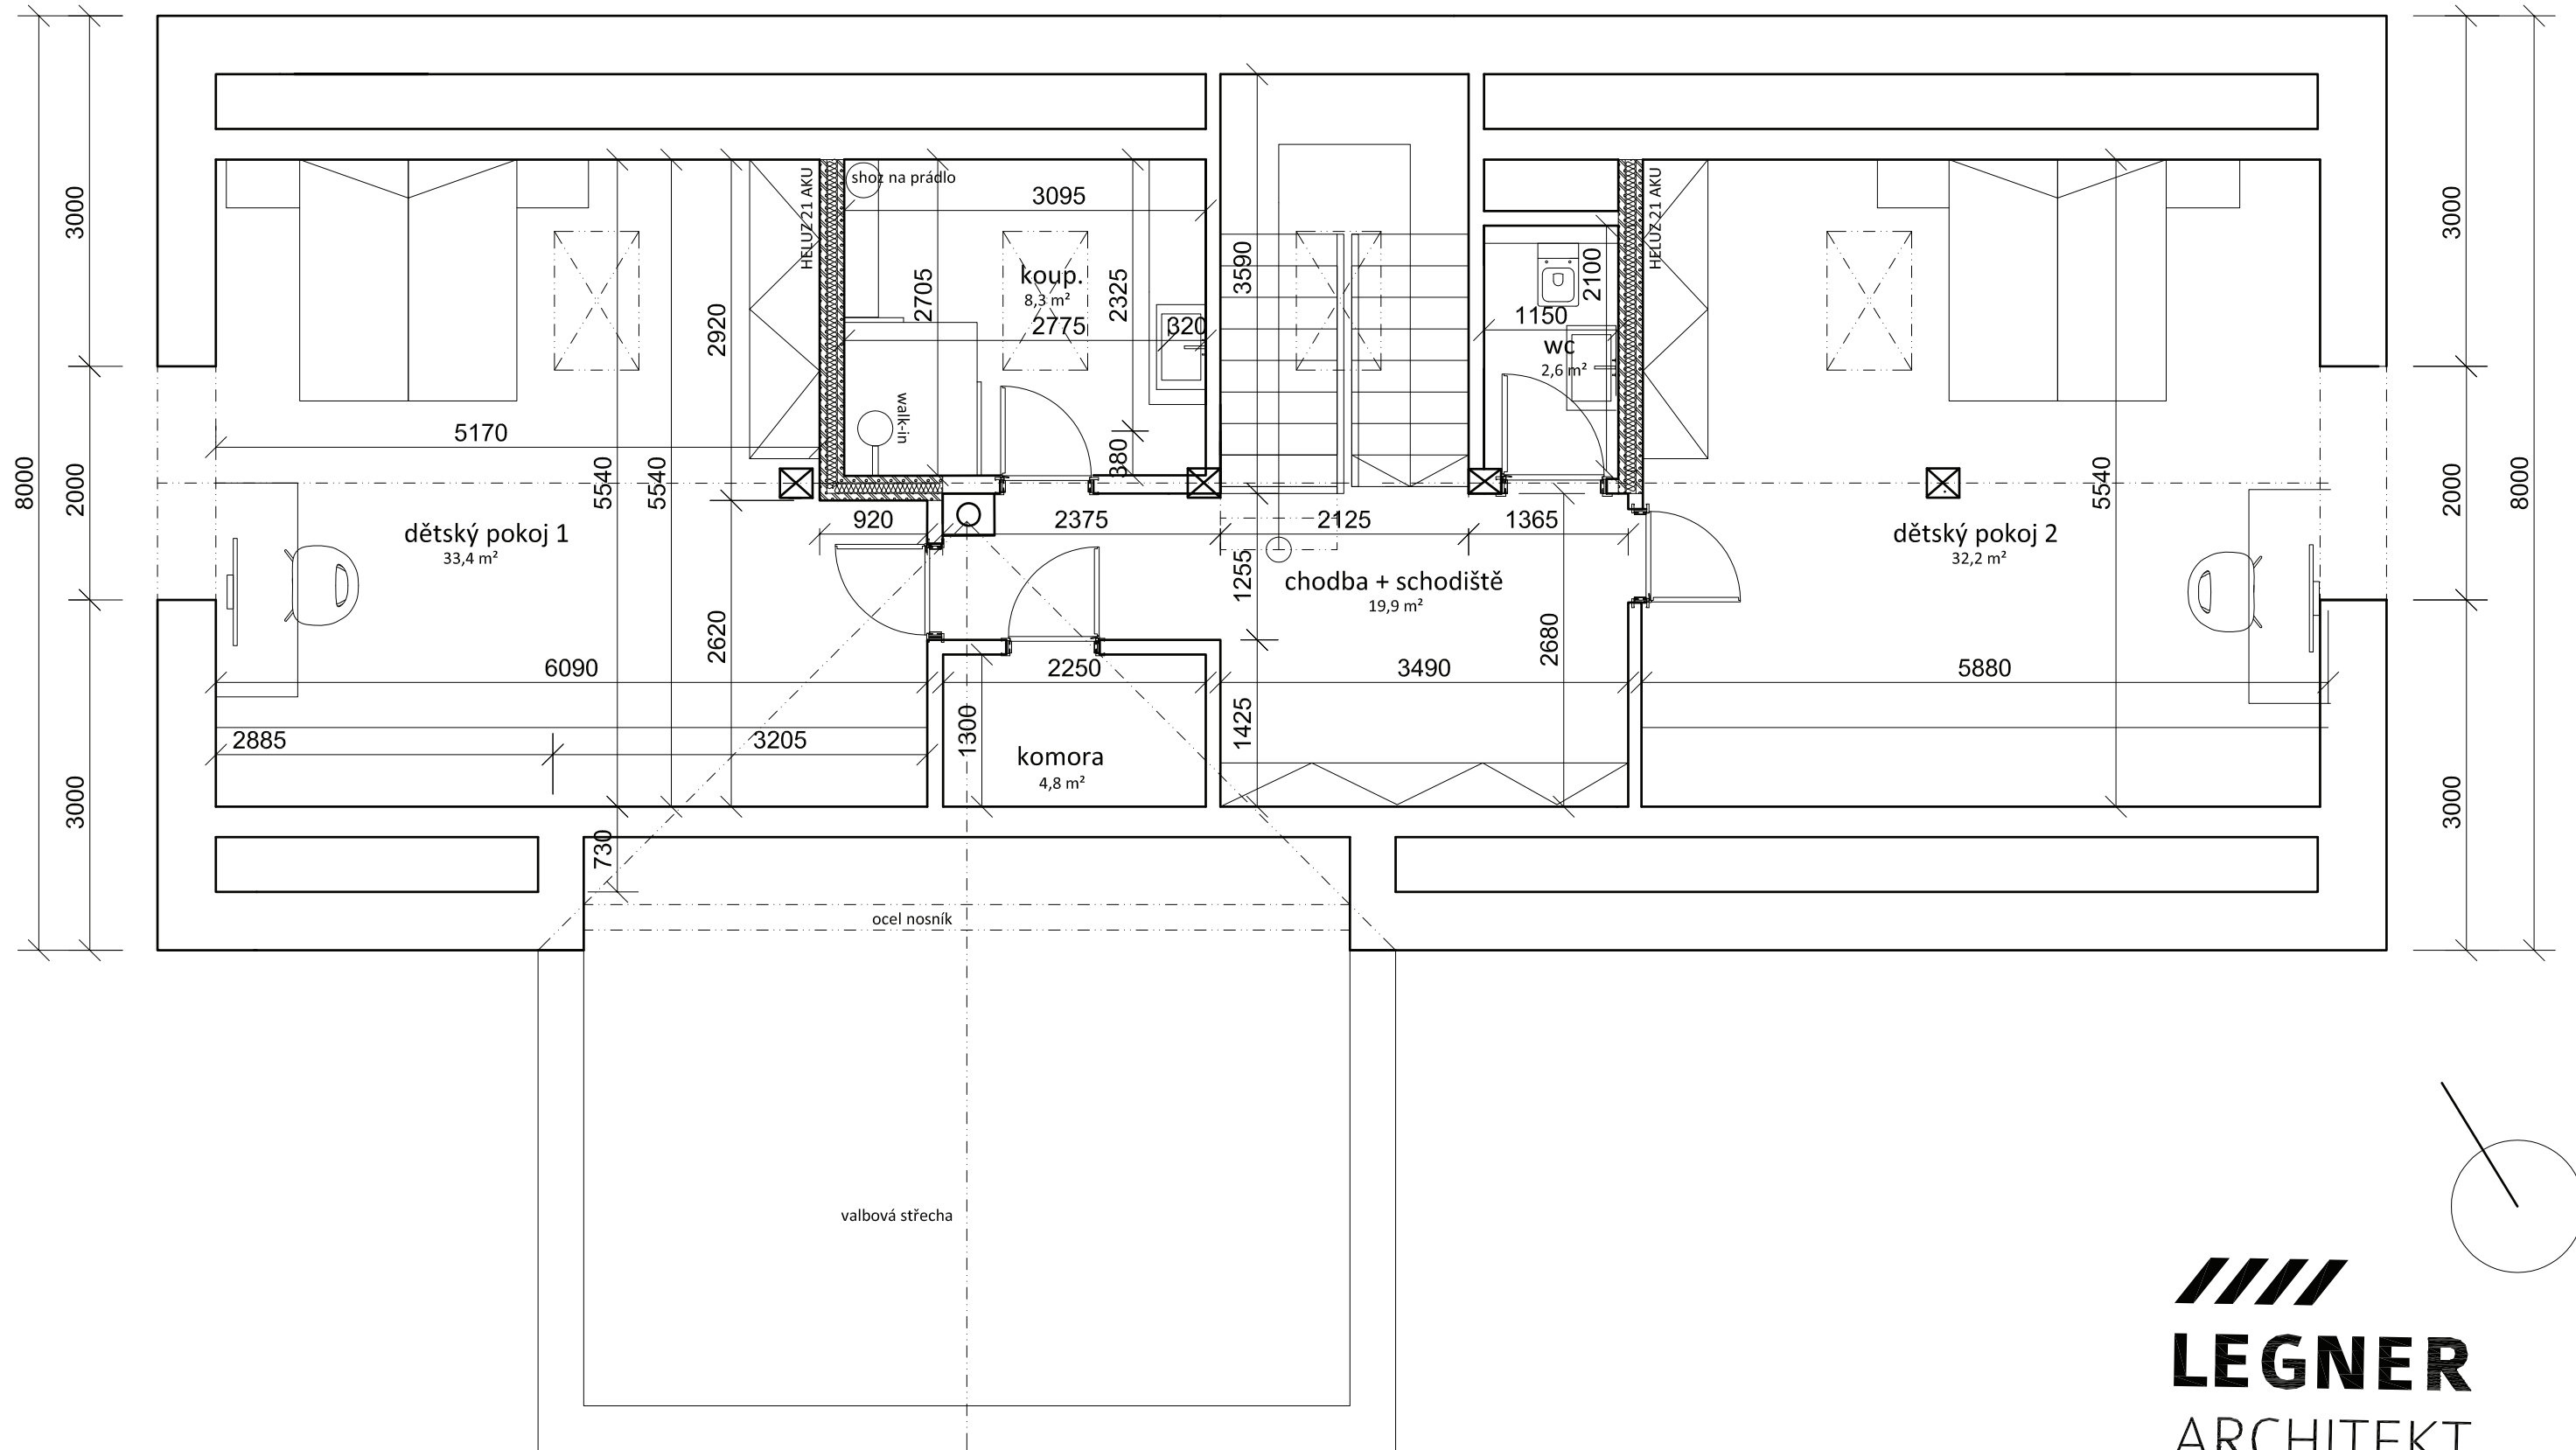 8000
3000
2000
3000
HELUZ 21 AKU
shoz na prádlo
3095
koup.
8,3 m²
2705
2325
2775
320
380
walk-in
2920
5170
5540
5540
dětský pokoj 1
33,4 m²
920
2375
2125
1365
3590
1255
chodba + schodiště
19,9 m²
2100
1150
wc
2,6 m²
HELUZ 21 AKU
5540
dětský pokoj 2
32,2 m²
3000
2000
3000
8000
2620
6090
2250
3490
2680
5880
2885
3205
1300
1425
komora
4,8 m²
730
ocel nosník
valbová střecha
LEGNER
ARCHITEKT